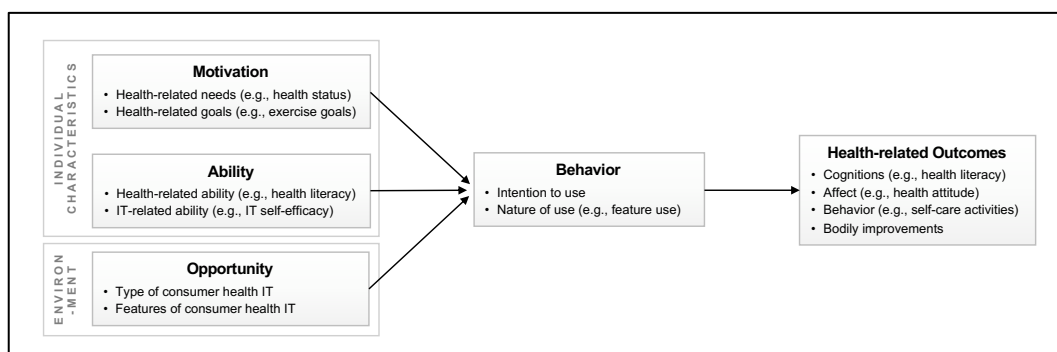 INDIVIDUAL
CHARACTERISTICS
Motivation
• Health-related needs (e.g., health status)
• Health-related goals (e.g., exercise goals)
Ability
• Health-related ability (e.g., health literacy)
• IT-related ability (e.g., IT self-efficacy)
ENVIRON
-MENT
Opportunity
• Type of consumer health IT
• Features of consumer health IT
Behavior
• Intention to use
• Nature of use (e.g., feature use)
Health-related Outcomes
• Cognitions (e.g., health literacy)
• Affect (e.g., health attitude)
• Behavior (e.g., self-care activities)
• Bodily improvements